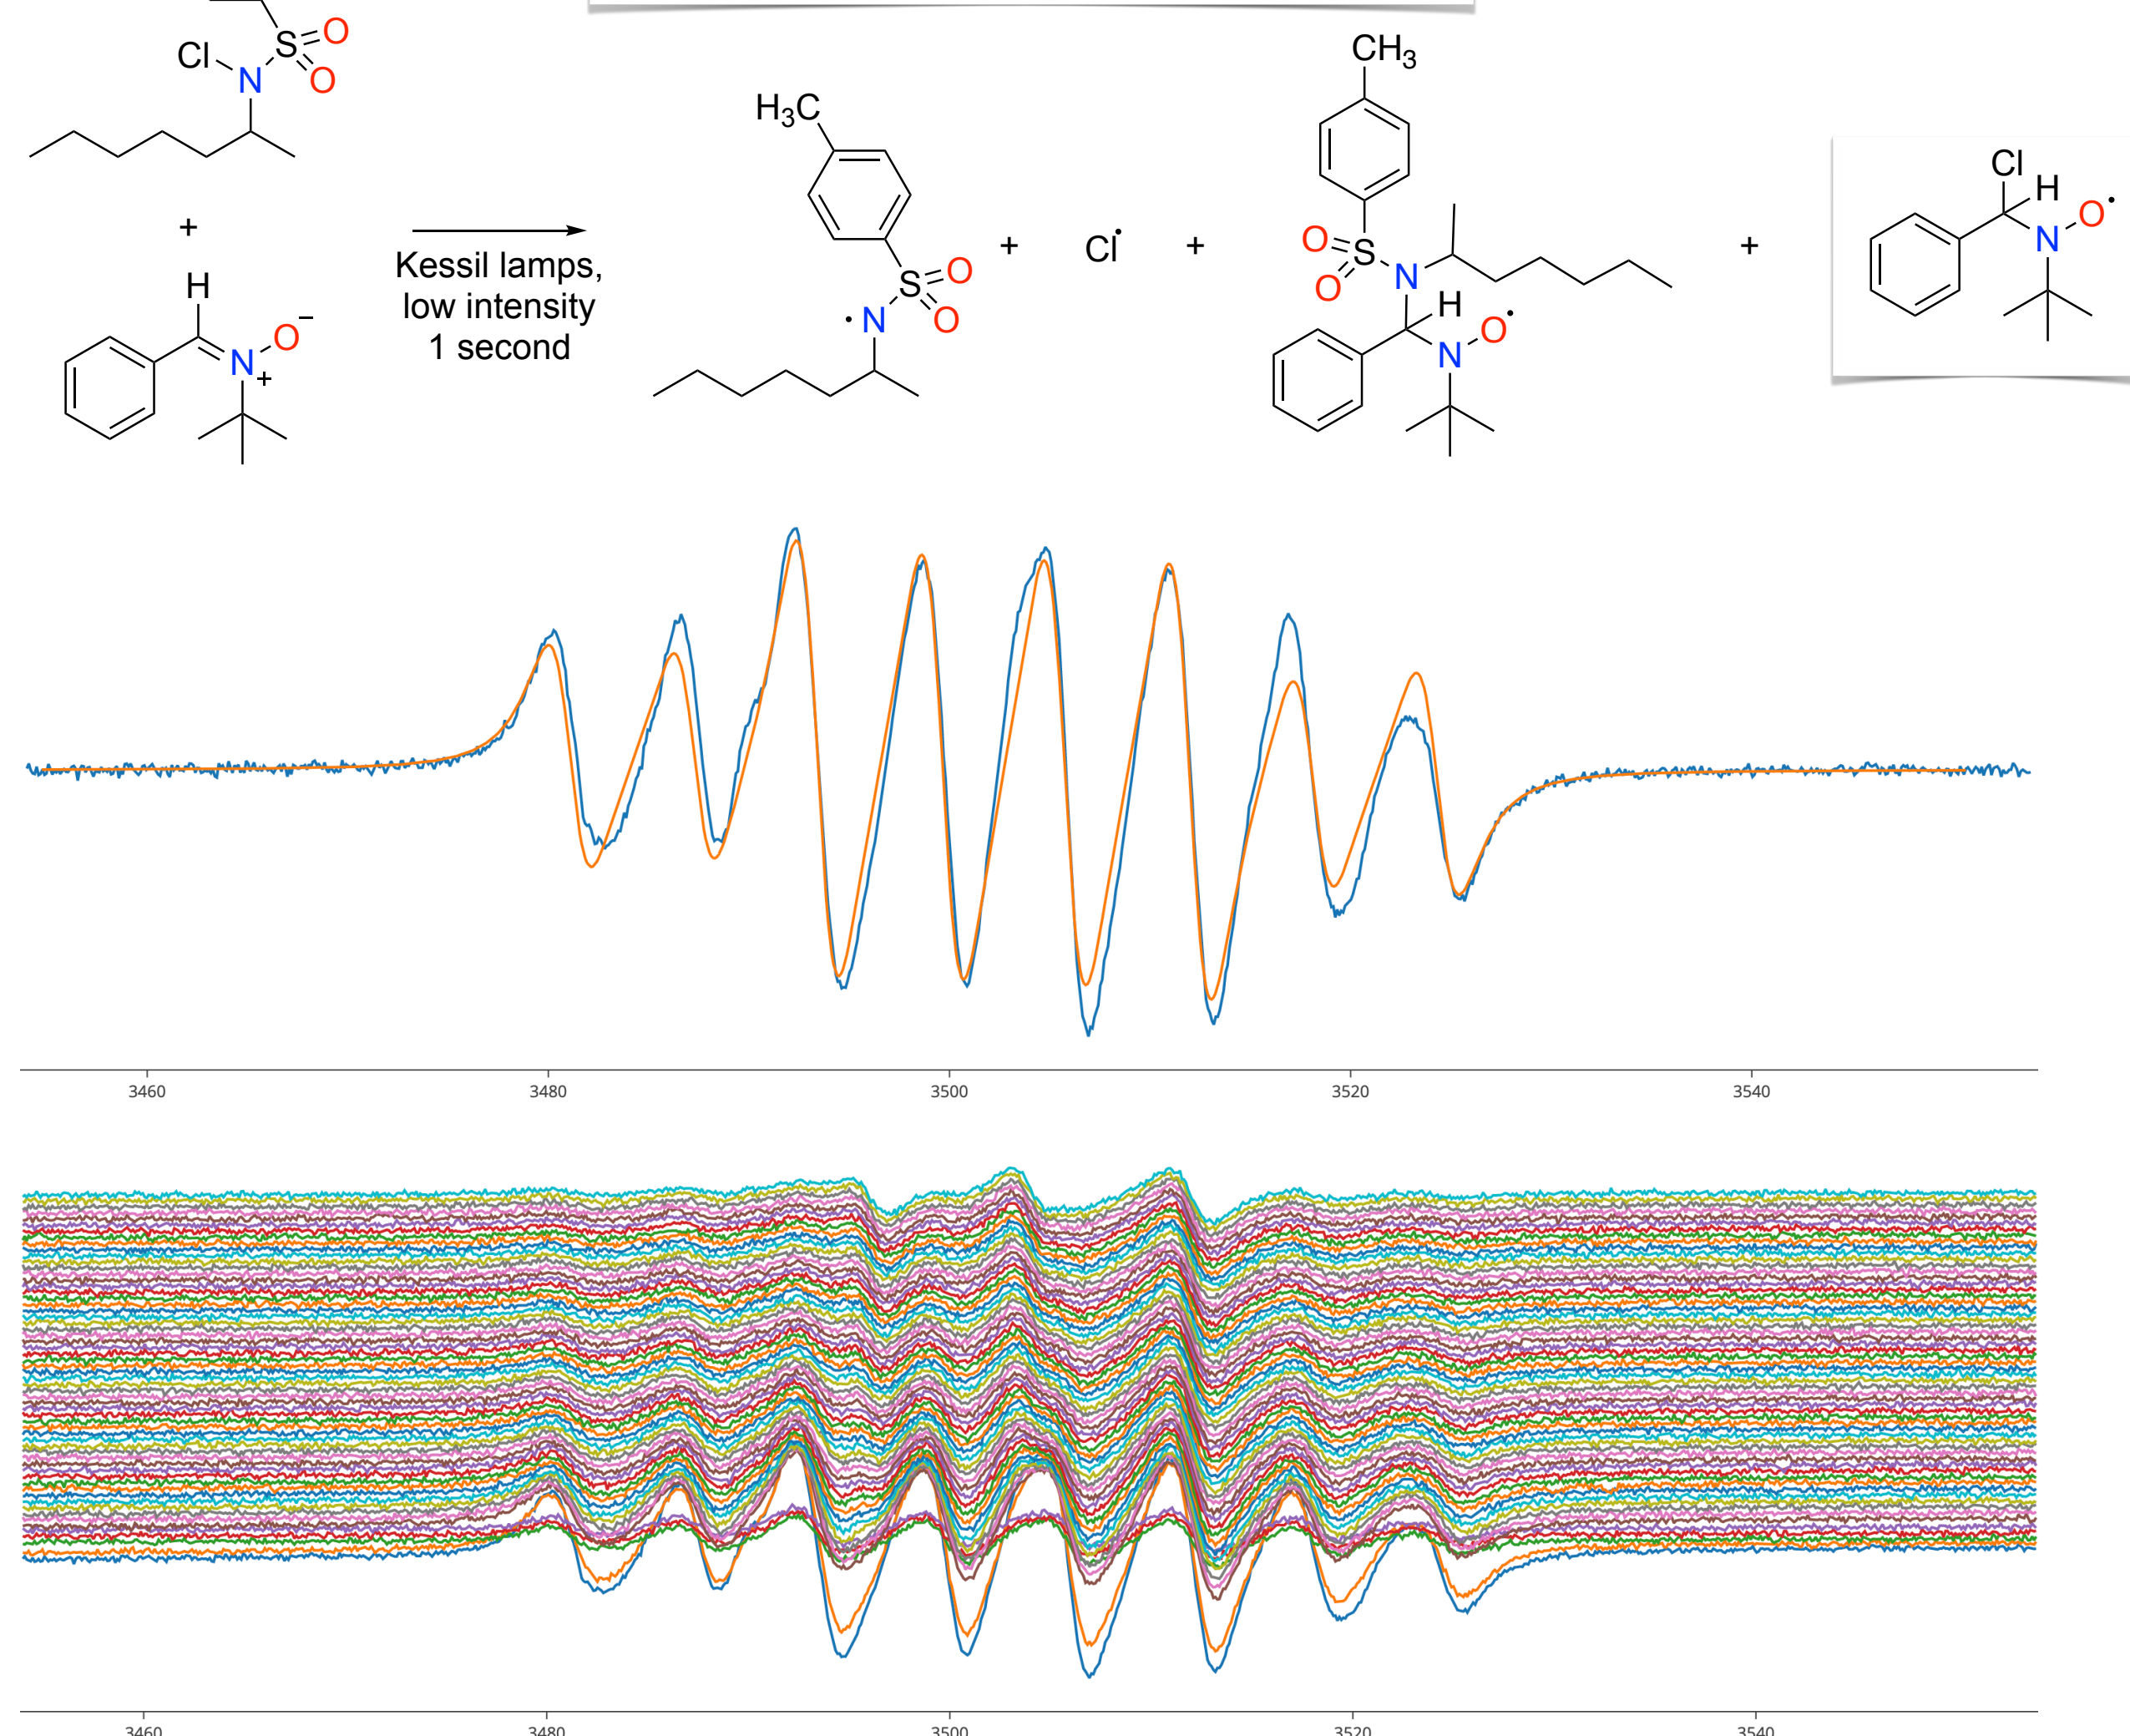 Cl
N
S
O
O
+
H
N
+
O
−
Kessil lamps,
low intensity
1 second
H3C
S
O
O
· N
+
Cl·
+
CH3
O
O
S
N
H
N
O·
+
Cl
H
N
O·
3460
3480
3500
3520
3540
3460
3480
3500
3520
3540